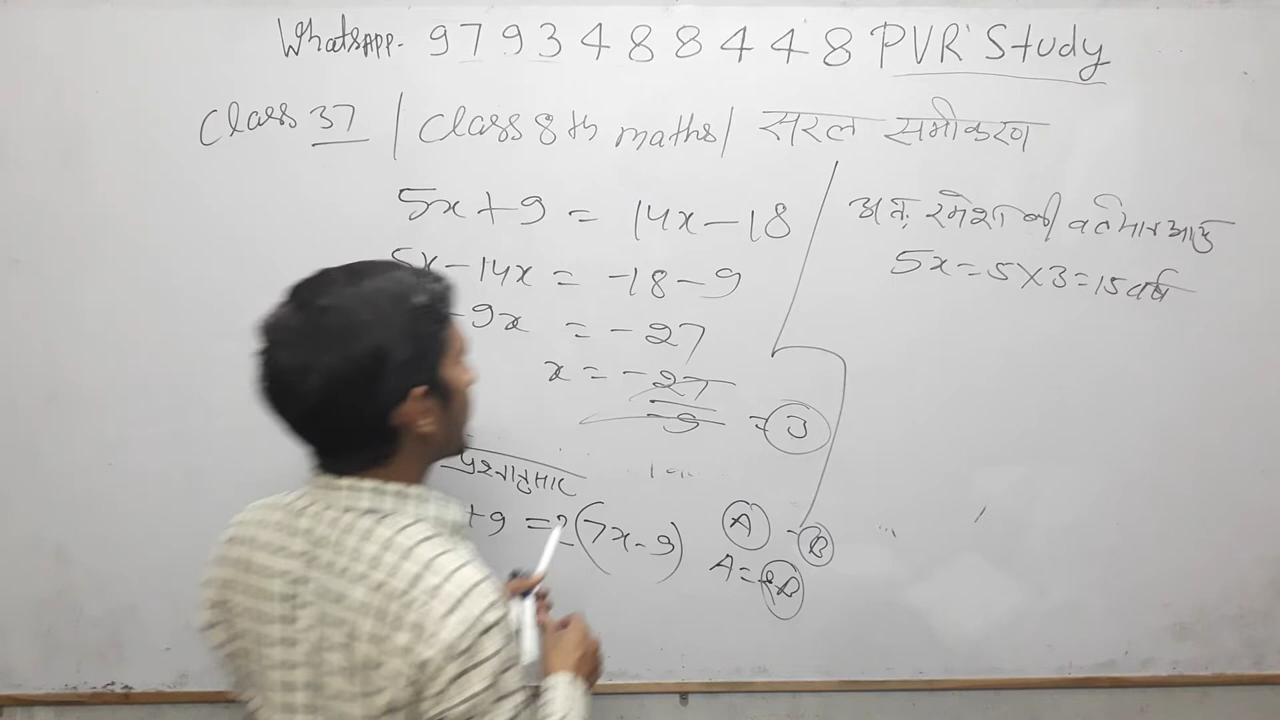 WhatsAPP. 9793488448 PVR Study
Class 37 / Class 8th maths / सरल समीकरण
5x + 9 = 14x - 18
5x - 14x = -18 - 9
-9x = -27
x = -27
-9 = 3
प्रश्नानुसार
+9 = 2(7x - 9)
A - B
A = 2B
अतः रमेश की वर्तमान आयु
5x = 5 × 3 = 15 वर्ष